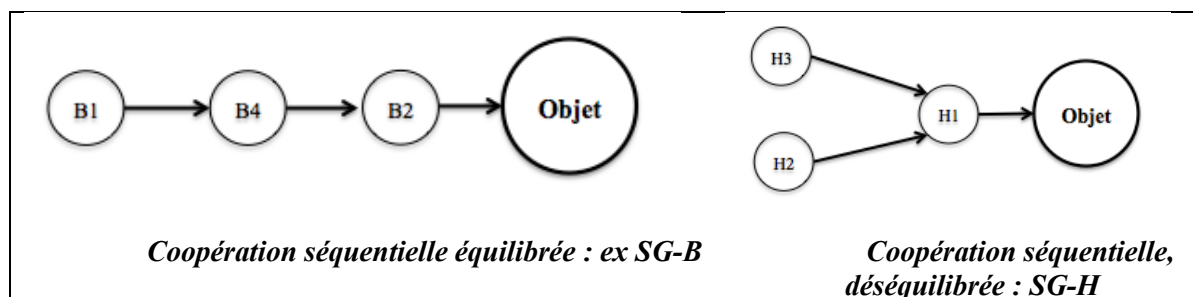 B1 B4 B2 Objet
Coopération séquentielle équilibrée : ex SG-B
H3
H1 Objet
H2
Coopération séquentielle,
déséquilibrée : SG-H